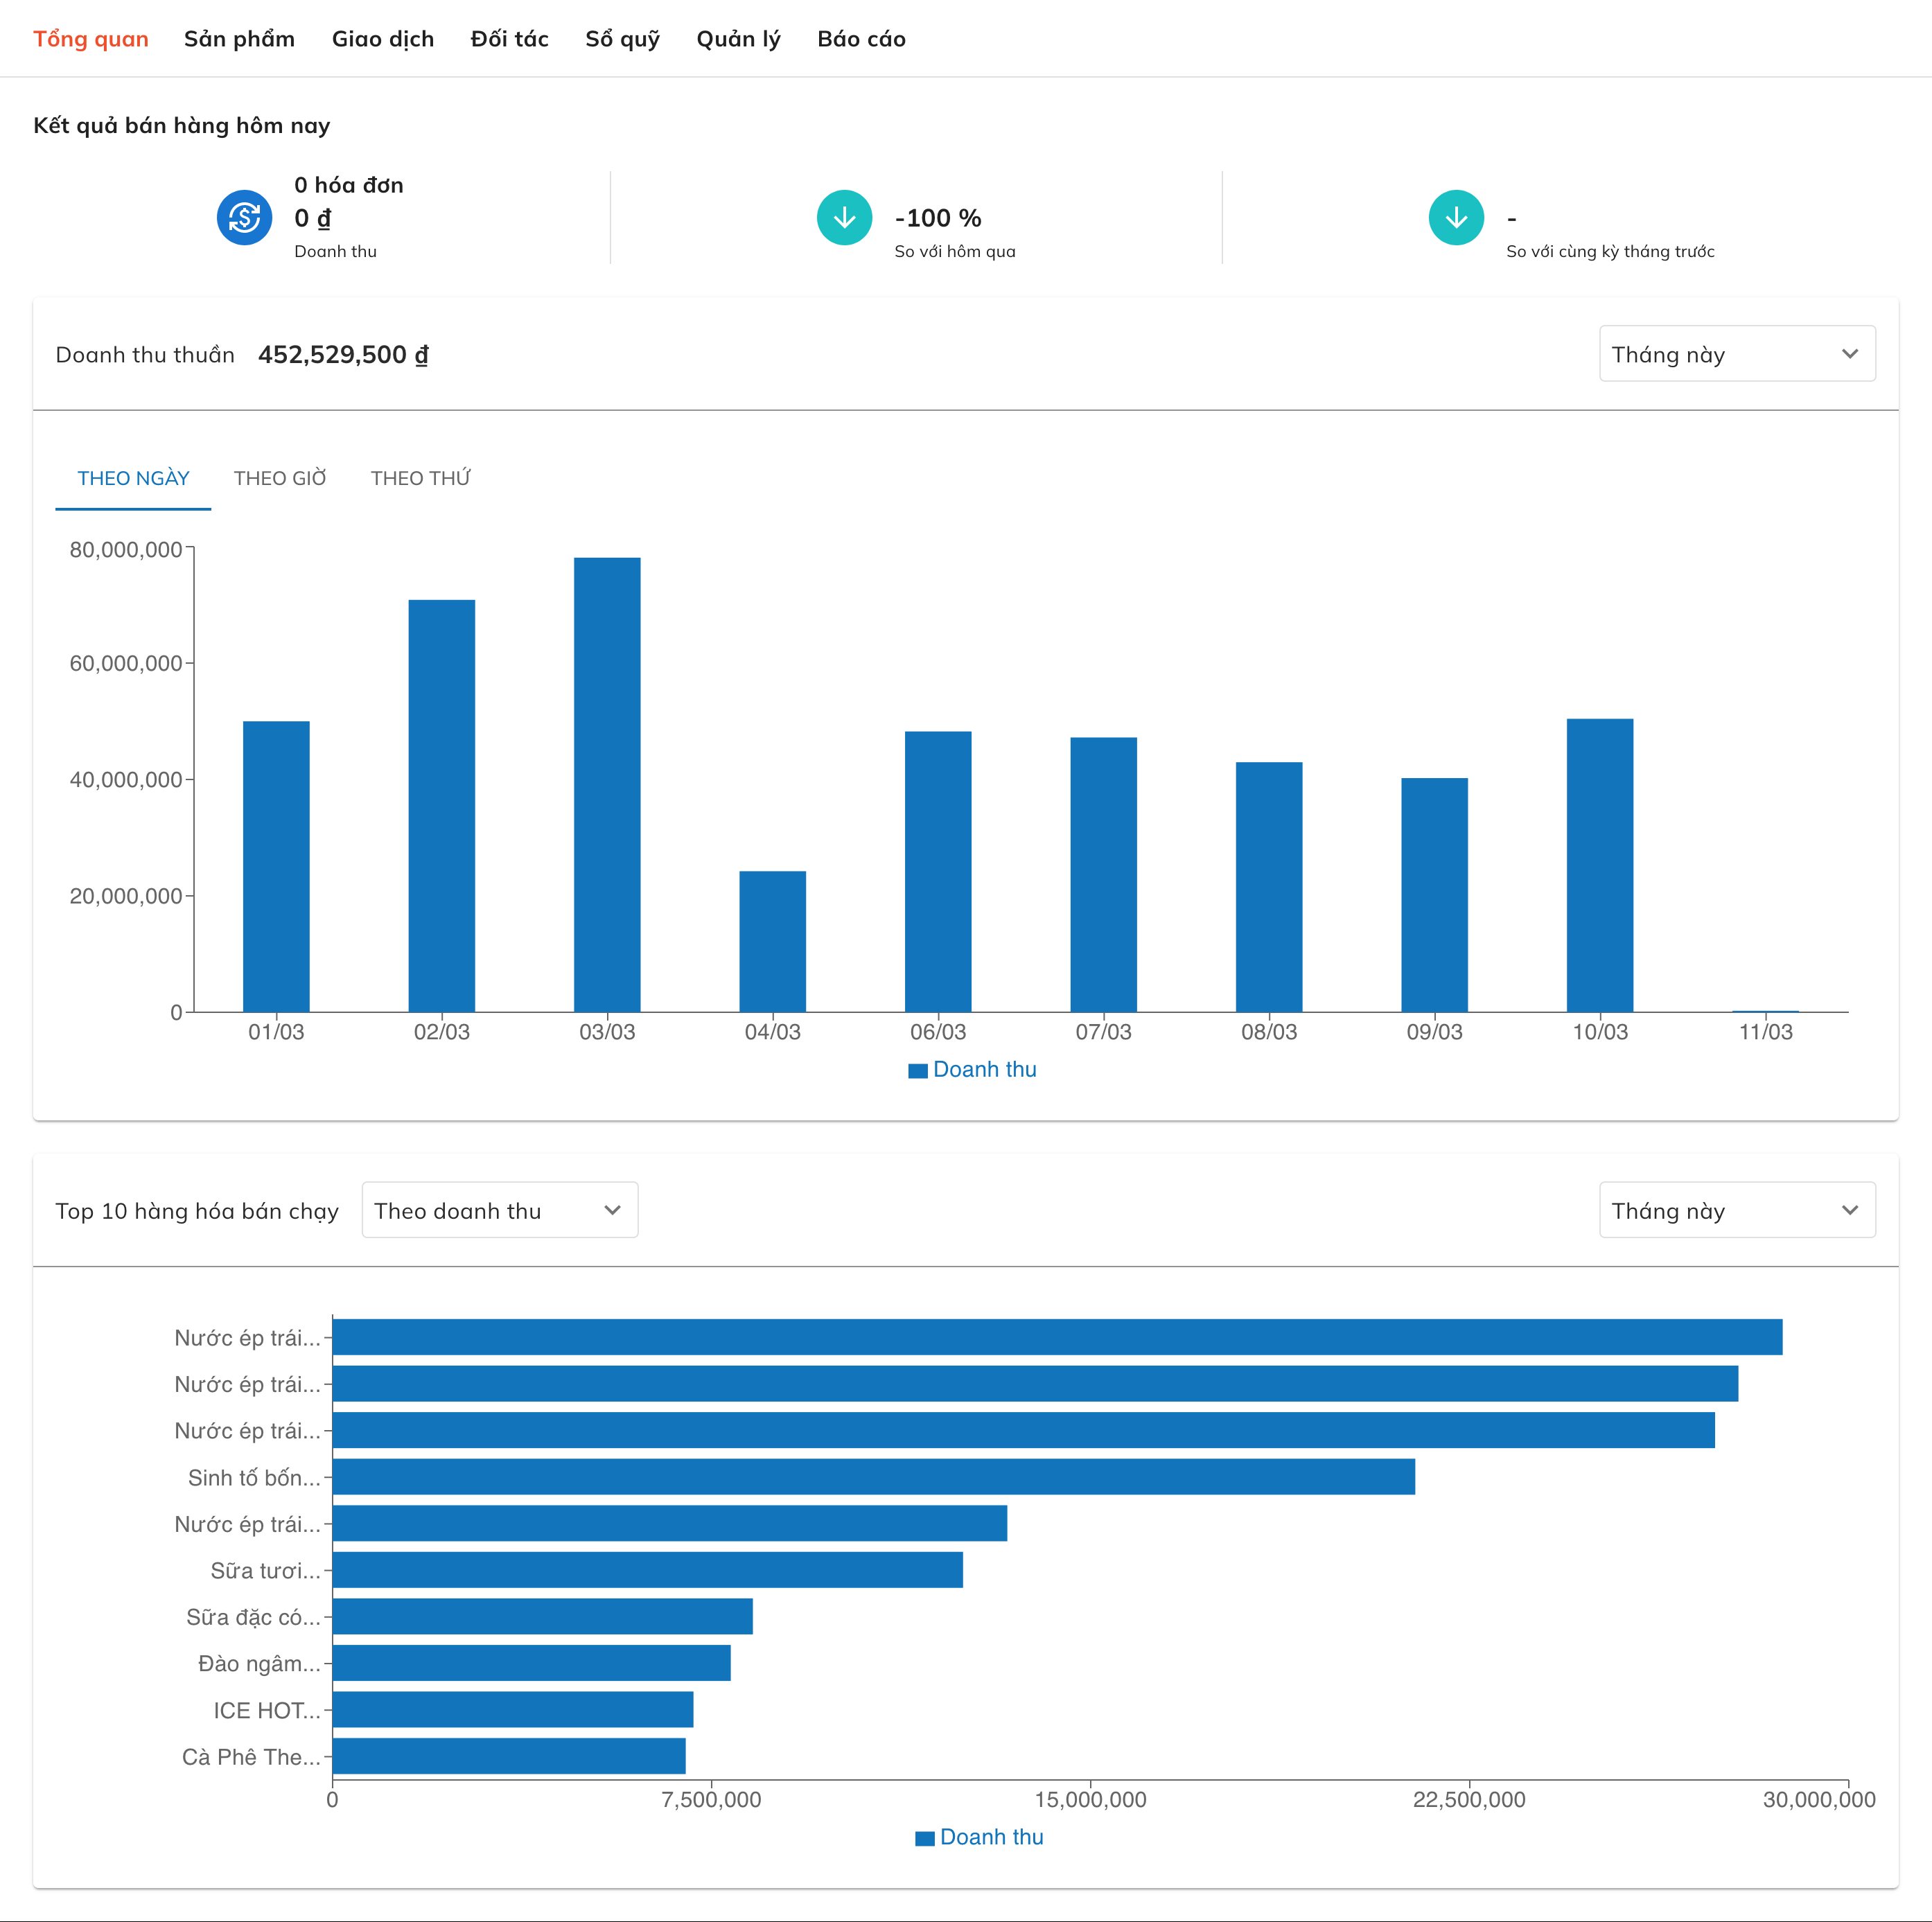 Tổng quan Sản phẩm Giao dịch Đối tác Sổ quỹ Quản lý Báo cáo
Kết quả bán hàng hôm nay
0 hóa đơn
0 ₫
Doanh thu
-100 %
So với hôm qua
-
So với cùng kỳ tháng trước
Doanh thu thuần 452,529,500 ₫
Tháng này
THEO NGÀY THEO GIỜ THEO THỨ
80,000,000
60,000,000
40,000,000
20,000,000
0
01/03 02/03 03/03 04/03 06/03 07/03 08/03 09/03 10/03 11/03
Doanh thu
Top 10 hàng hóa bán chạy
Theo doanh thu
Tháng này
Nước ép trái...
Nước ép trái...
Nước ép trái...
Sinh tố bốn...
Nước ép trái...
Sữa tươi...
Sữa đặc có...
Đào ngâm...
ICE HOT...
Cà Phê The...
0 7,500,000 15,000,000 22,500,000 30,000,000
Doanh thu